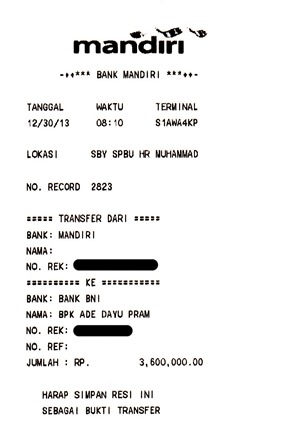 mandiri
-***** BANK MANDIRI *****-
TANGGAL WAKTU TERMINAL
12/30/13 08:10 S1AWA4KP
LOKASI SBY SPBU HR MUHAMMAD
NO. RECORD 2823
===== TRANSFER DARI =====
BANK: MANDIRI
NAMA:
NO. REK:
========== KE ===========
BANK: BANK BNI
NAMA: BPK ADE DAYU PRAM
NO. REK:
NO. REF:
JUMLAH : RP. 3,600,000.00
HARAP SIMPAN RESI INI
SEBAGAI BUKTI TRANSFER